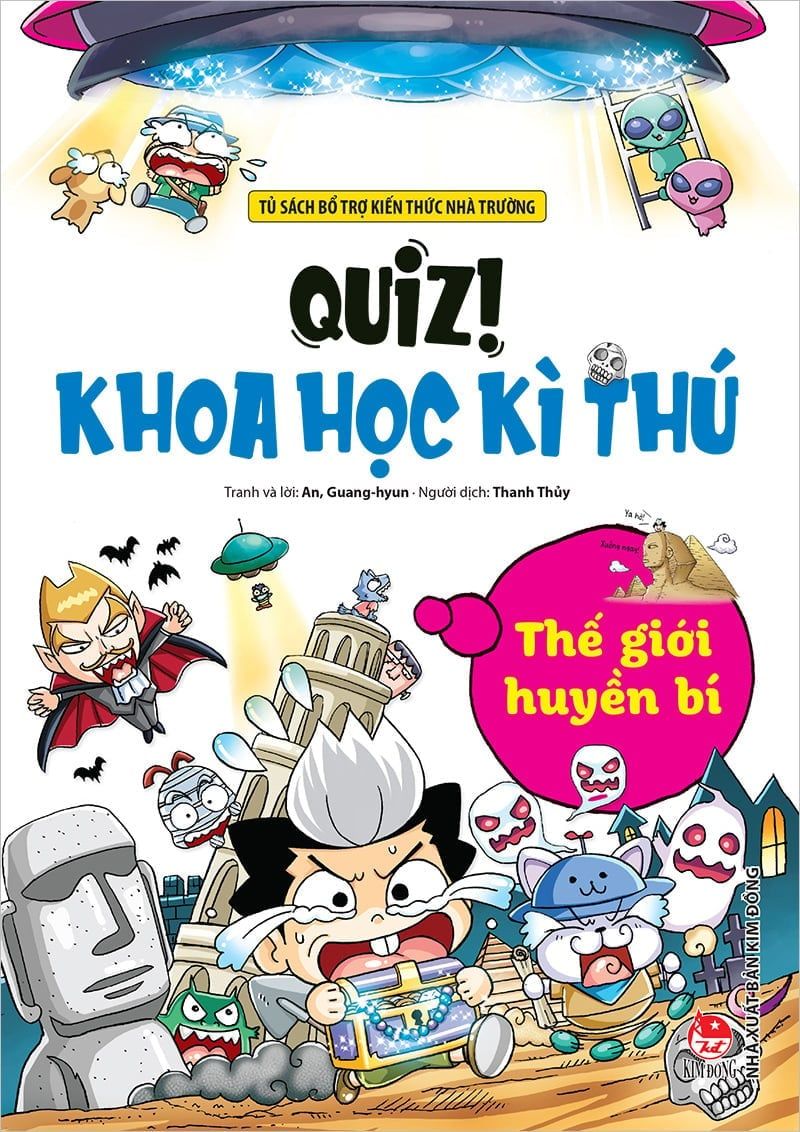 TỦ SÁCH BỔ TRỢ KIẾN THỨC NHÀ TRƯỜNG
QUIZ!
KHOA HỌC KÌ THÚ
Tranh và lời: An, Guang-hyun · Người dịch: Thanh Thủy
Ya hô!
Xuống ngay!
Thế giới
huyền bí
NHÀ XUẤT BẢN KIM ĐỒNG
KIM ĐỒNG